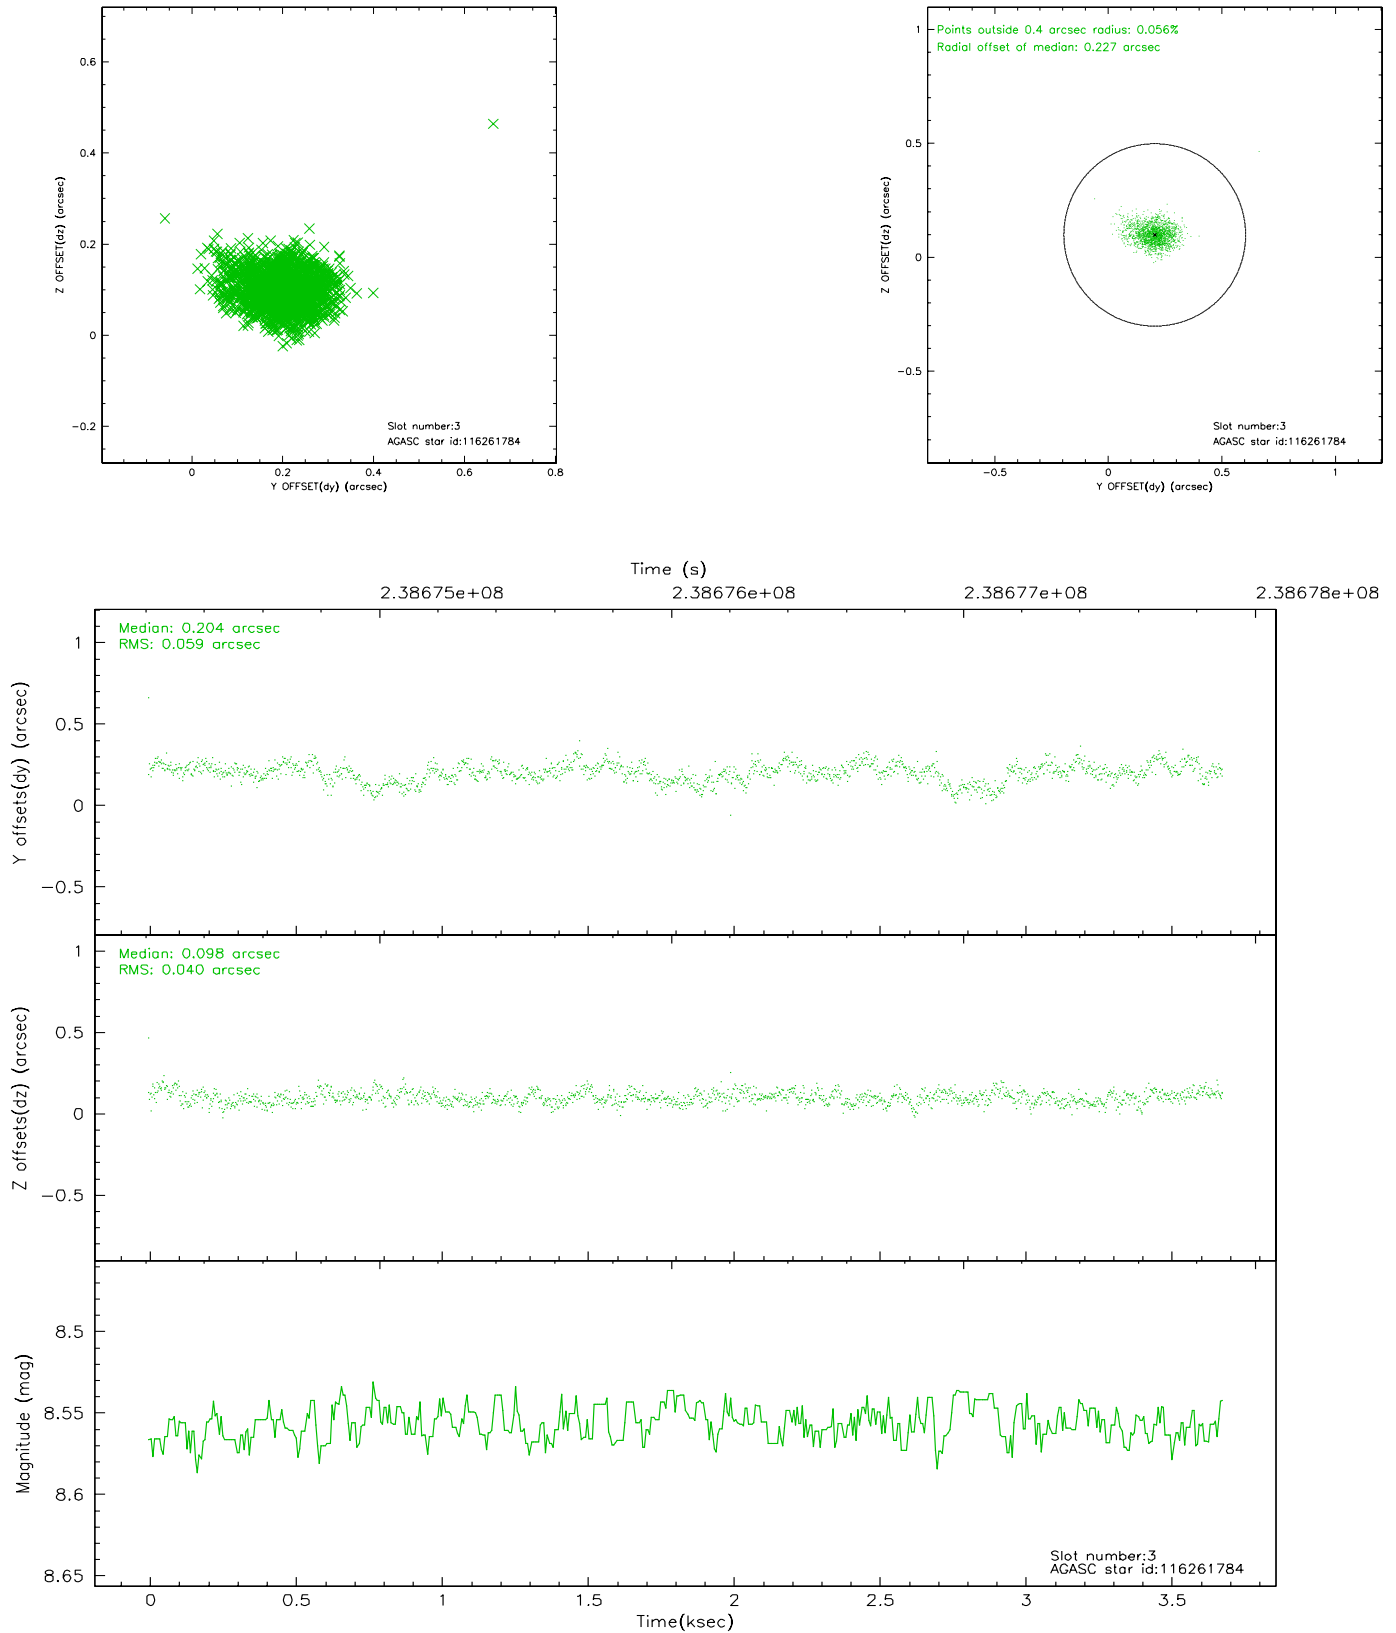 0.6
0.4
0.2
0
−0.2
Z OFFSET(dz) (arcsec)
Slot number:3
AGASC star id:116261784
0 0.2 0.4 0.6 0.8
Y OFFSET(dy) (arcsec)
Points outside 0.4 arcsec radius: 0.056%
Radial offset of median: 0.227 arcsec
1
0.5
0
−0.5
Z OFFSET(dz) (arcsec)
Slot number:3
AGASC star id:116261784
−0.5 0 0.5 1
Y OFFSET(dy) (arcsec)
Time (s)
2.38675e+08 2.38676e+08 2.38677e+08 2.38678e+08
Median: 0.204 arcsec
RMS: 0.059 arcsec
1
0.5
0
−0.5
Y offsets(dy) (arcsec)
Median: 0.098 arcsec
RMS: 0.040 arcsec
1
0.5
0
−0.5
Z offsets(dz) (arcsec)
8.5
8.55
8.6
8.65
Magnitude (mag)
Slot number:3
AGASC star id:116261784
0 0.5 1 1.5 2 2.5 3 3.5
Time(ksec)